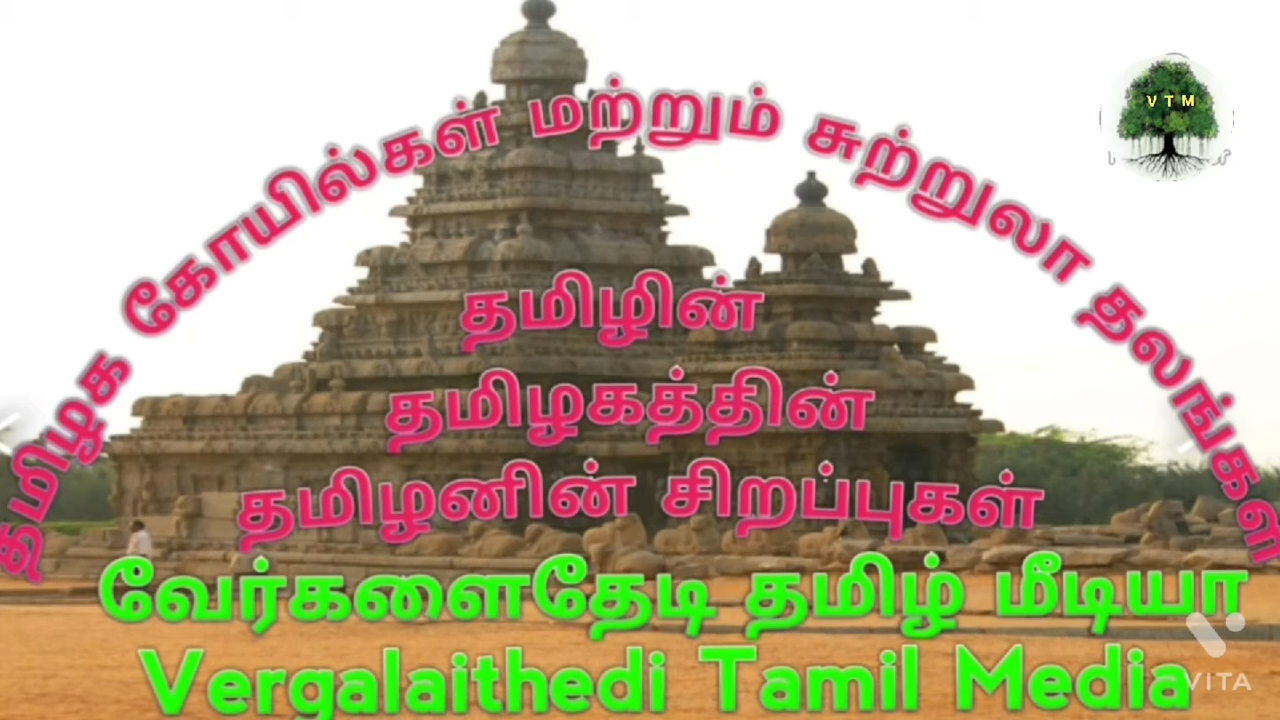 தமிழக கோயில்கள் மற்றும் சுற்றுலா தலங்கள்
V T M
தமிழின்
தமிழகத்தின்
தமிழனின் சிறப்புகள்
வேர்களைதேடி தமிழ் மீடியா
Vergalaithedi Tamil Media
VITA